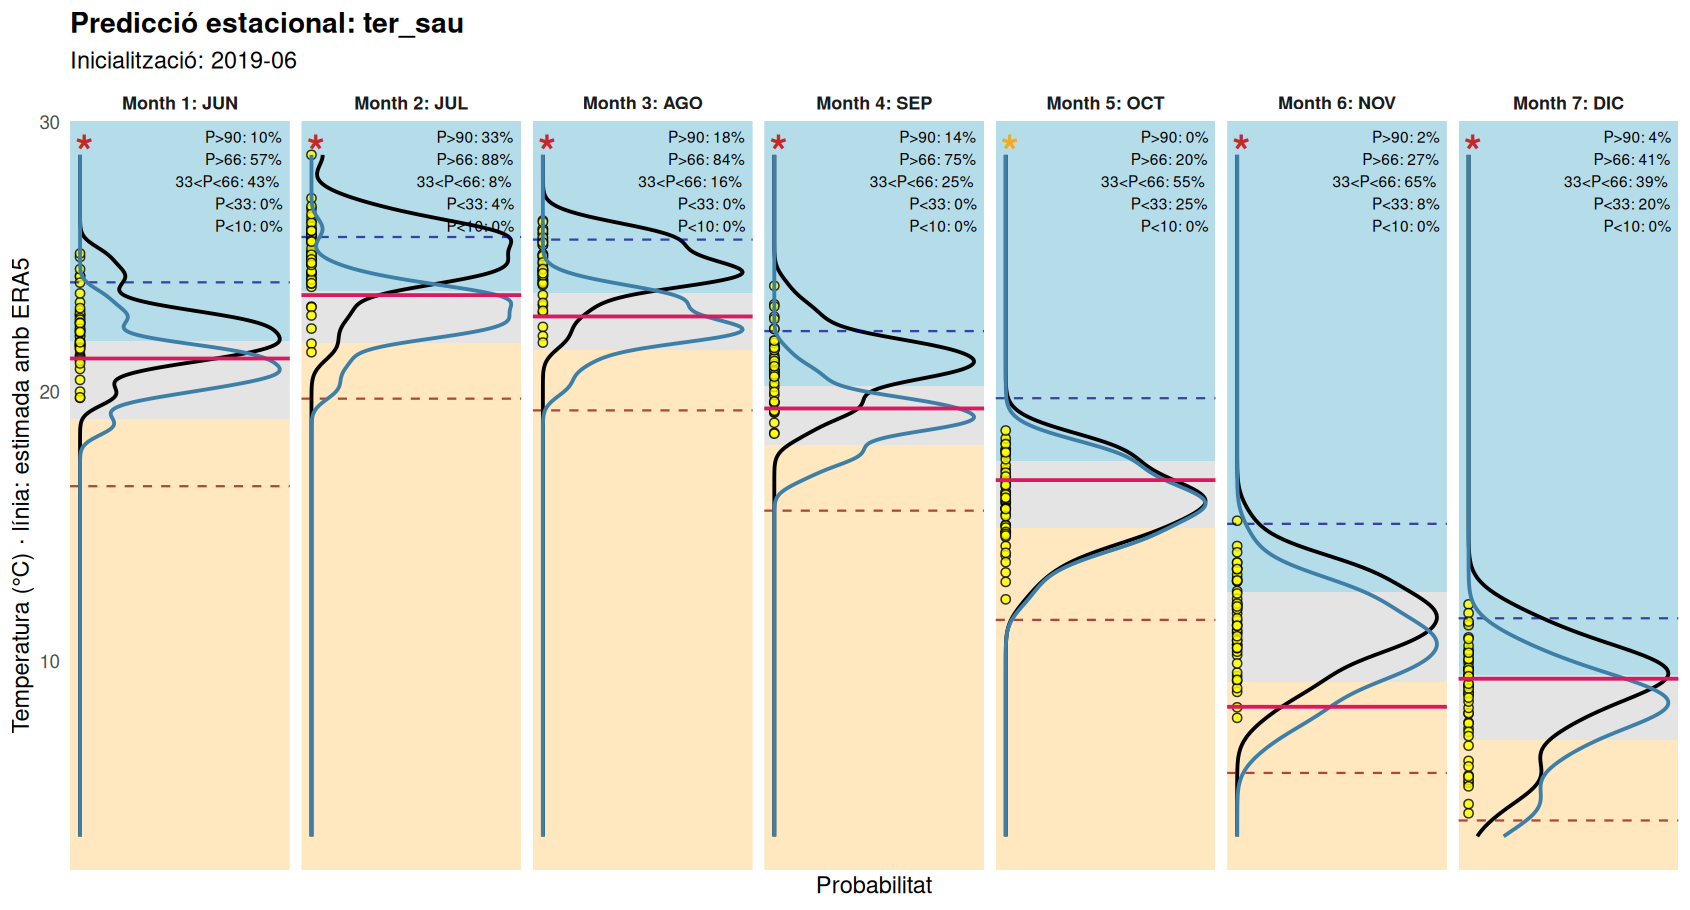 Predicció estacional: ter_sau
Inicialització: 2019-06
Month 1: JUN
Month 2: JUL
Month 3: AGO
Month 4: SEP
Month 5: OCT
Month 6: NOV
Month 7: DIC
Temperatura (°C) · línia: estimada amb ERA5
30
20
10
*
P>90: 10%
P>66: 57%
33<P<66: 43%
P<33: 0%
P<10: 0%
*
P>90: 33%
P>66: 88%
33<P<66: 8%
P<33: 4%
P<10: 0%
*
P>90: 18%
P>66: 84%
33<P<66: 16%
P<33: 0%
P<10: 0%
*
P>90: 14%
P>66: 75%
33<P<66: 25%
P<33: 0%
P<10: 0%
*
P>90: 0%
P>66: 20%
33<P<66: 55%
P<33: 25%
P<10: 0%
*
P>90: 2%
P>66: 27%
33<P<66: 65%
P<33: 8%
P<10: 0%
*
P>90: 4%
P>66: 41%
33<P<66: 39%
P<33: 20%
P<10: 0%
Probabilitat